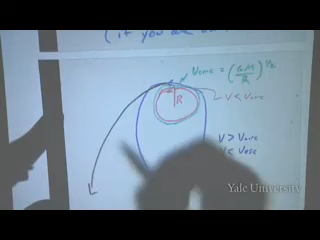 (if you are
V_circ = (GM/R)^1/2
R
V < V_circ
V > V_circ
V < V_esc
Yale University